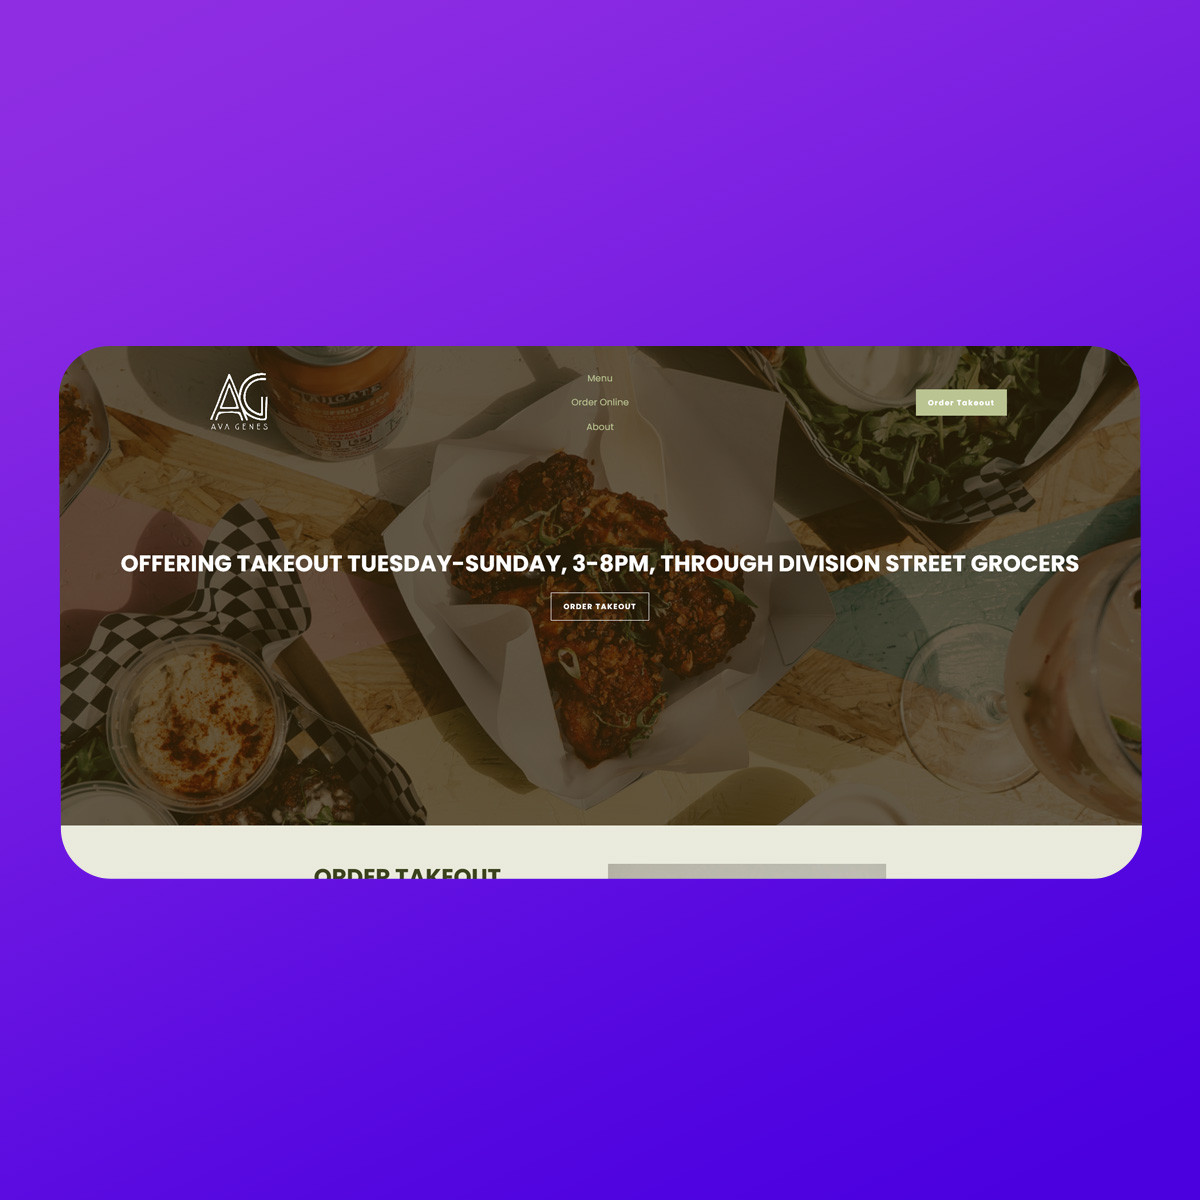 AG
AVA GENES
Menu
Order Online
About
Order Takeout
TAILGATE
OFFERING TAKEOUT TUESDAY-SUNDAY, 3-8PM, THROUGH DIVISION STREET GROCERS
ORDER TAKEOUT
ORDER TAKEOUT